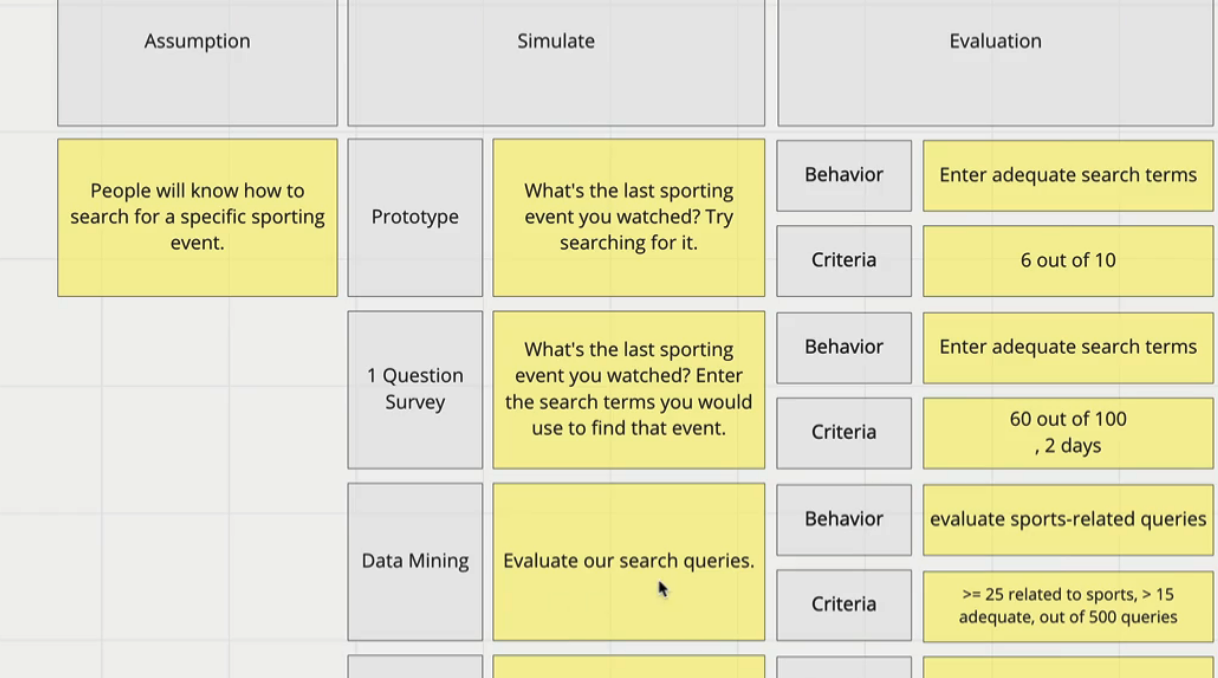 Assumption
Simulate
Evaluation
People will know how to
search for a specific sporting
event.
Prototype
What's the last sporting
event you watched? Try
searching for it.
Behavior
Enter adequate search terms
Criteria
6 out of 10
1 Question
Survey
What's the last sporting
event you watched? Enter
the search terms you would
use to find that event.
Behavior
Enter adequate search terms
Criteria
60 out of 100
, 2 days
Data Mining
Evaluate our search queries.
Behavior
evaluate sports-related queries
Criteria
>= 25 related to sports, > 15
adequate, out of 500 queries